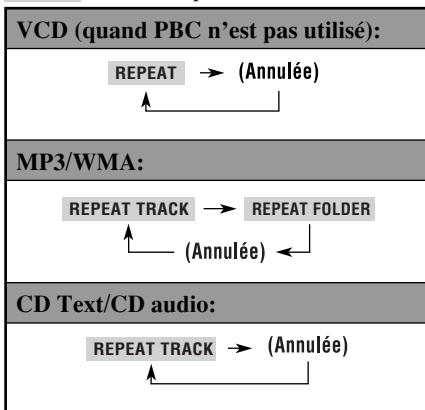 VCD (quand PBC n’est pas utilisé):
REPEAT (Annulée)
MP3/WMA:
REPEAT TRACK REPEAT FOLDER
(Annulée)
CD Text/CD audio:
REPEAT TRACK (Annulée)